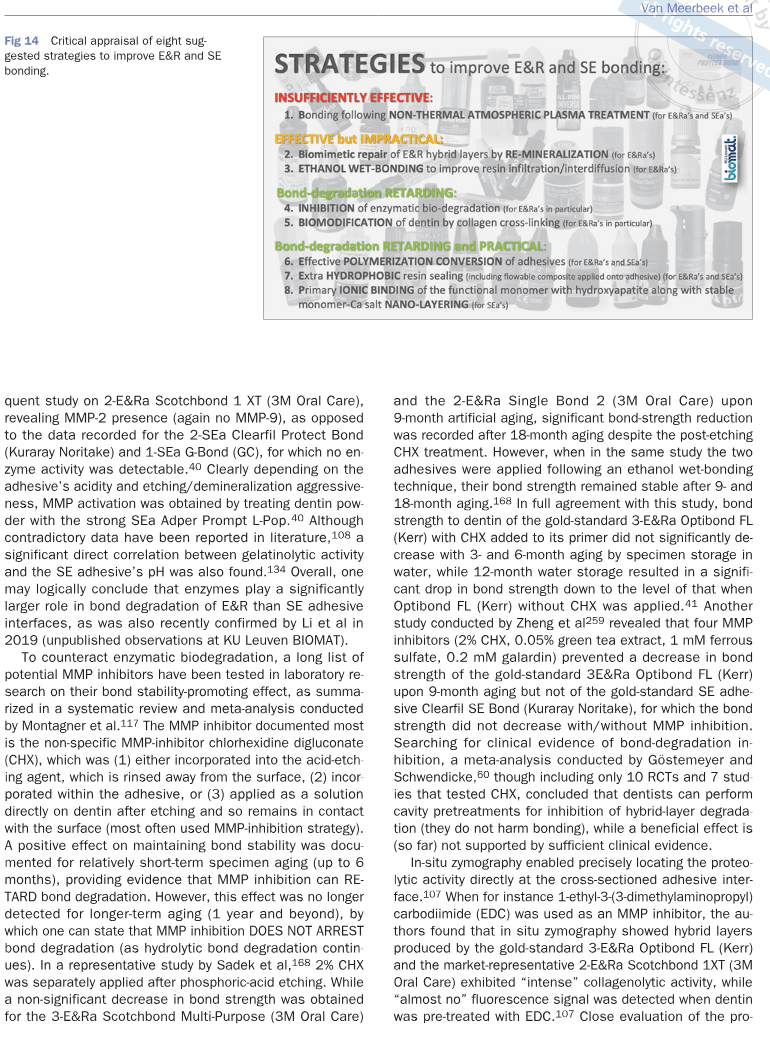 Van Meerbeek et al
Fig 14 Critical appraisal of eight sug-
gested strategies to improve E&R and SE
bonding.
STRATEGIES to improve E&R and SE bonding:
INSUFFICIENTLY EFFECTIVE:
1. Bonding following NON-THERMAL ATMOSPHERIC PLASMA TREATMENT (for E&Ra's and SEa's)
EFFECTIVE but IMPRACTICAL:
2. Biomimetic repair of E&R hybrid layers by RE-MINERALIZATION (for E&Ra's)
3. ETHANOL WET-BONDING to improve resin infiltration/interdiffusion (for E&Ra's)
biomat.
Bond-degradation RETARDING:
4. INHIBITION of enzymatic bio-degradation (for E&Ra's in particular)
5. BIOMODIFICATION of dentin by collagen cross-linking (for E&Ra's in particular)
Bond-degradation RETARDING and PRACTICAL:
6. Effective POLYMERIZATION CONVERSION of adhesives (for E&Ra's and SEa's)
7. Extra HYDROPHOBIC resin sealing (including flowable composite applied onto adhesive) (for E&Ra's and SEa's)
8. Primary IONIC BINDING of the functional monomer with hydroxyapatite along with stable
monomer-Ca salt NANO-LAYERING (for SEa's)
quent study on 2-E&Ra Scotchbond 1 XT (3M Oral Care),
revealing MMP-2 presence (again no MMP-9), as opposed
to the data recorded for the 2-SEa Clearfil Protect Bond
(Kuraray Noritake) and 1-SEa G-Bond (GC), for which no en-
zyme activity was detectable.40 Clearly depending on the
adhesive's acidity and etching/demineralization aggressive-
ness, MMP activation was obtained by treating dentin pow-
der with the strong SEa Adper Prompt L-Pop.40 Although
contradictory data have been reported in literature,108 a
significant direct correlation between gelatinolytic activity
and the SE adhesive's pH was also found.134 Overall, one
may logically conclude that enzymes play a significantly
larger role in bond degradation of E&R than SE adhesive
interfaces, as was also recently confirmed by Li et al in
2019 (unpublished observations at KU Leuven BIOMAT).
To counteract enzymatic biodegradation, a long list of
potential MMP inhibitors have been tested in laboratory re-
search on their bond stability-promoting effect, as summa-
rized in a systematic review and meta-analysis conducted
by Montagner et al.117 The MMP inhibitor documented most
is the non-specific MMP-inhibitor chlorhexidine digluconate
(CHX), which was (1) either incorporated into the acid-etch-
ing agent, which is rinsed away from the surface, (2) incor-
porated within the adhesive, or (3) applied as a solution
directly on dentin after etching and so remains in contact
with the surface (most often used MMP-inhibition strategy).
A positive effect on maintaining bond stability was docu-
mented for relatively short-term specimen aging (up to 6
months), providing evidence that MMP inhibition can RE-
TARD bond degradation. However, this effect was no longer
detected for longer-term aging (1 year and beyond), by
which one can state that MMP inhibition DOES NOT ARREST
bond degradation (as hydrolytic bond degradation contin-
ues). In a representative study by Sadek et al,168 2% CHX
was separately applied after phosphoric-acid etching. While
a non-significant decrease in bond strength was obtained
for the 3-E&Ra Scotchbond Multi-Purpose (3M Oral Care)
and the 2-E&Ra Single Bond 2 (3M Oral Care) upon
9-month artificial aging, significant bond-strength reduction
was recorded after 18-month aging despite the post-etching
CHX treatment. However, when in the same study the two
adhesives were applied following an ethanol wet-bonding
technique, their bond strength remained stable after 9- and
18-month aging.168 In full agreement with this study, bond
strength to dentin of the gold-standard 3-E&Ra Optibond FL
(Kerr) with CHX added to its primer did not significantly de-
crease with 3- and 6-month aging by specimen storage in
water, while 12-month water storage resulted in a signifi-
cant drop in bond strength down to the level of that when
Optibond FL (Kerr) without CHX was applied.41 Another
study conducted by Zheng et al259 revealed that four MMP
inhibitors (2% CHX, 0.05% green tea extract, 1 mM ferrous
sulfate, 0.2 mM galardin) prevented a decrease in bond
strength of the gold-standard 3E&Ra Optibond FL (Kerr)
upon 9-month aging but not of the gold-standard SE adhe-
sive Clearfil SE Bond (Kuraray Noritake), for which the bond
strength did not decrease with/without MMP inhibition.
Searching for clinical evidence of bond-degradation in-
hibition, a meta-analysis conducted by Göstemeyer and
Schwendicke,60 though including only 10 RCTs and 7 stud-
ies that tested CHX, concluded that dentists can perform
cavity pretreatments for inhibition of hybrid-layer degrada-
tion (they do not harm bonding), while a beneficial effect is
(so far) not supported by sufficient clinical evidence.
In-situ zymography enabled precisely locating the proteo-
lytic activity directly at the cross-sectioned adhesive inter-
face.107 When for instance 1-ethyl-3-(3-dimethylaminopropyl)
carbodiimide (EDC) was used as an MMP inhibitor, the au-
thors found that in situ zymography showed hybrid layers
produced by the gold-standard 3-E&Ra Optibond FL (Kerr)
and the market-representative 2-E&Ra Scotchbond 1XT (3M
Oral Care) exhibited "intense" collagenolytic activity, while
"almost no" fluorescence signal was detected when dentin
was pre-treated with EDC.107 Close evaluation of the pro-